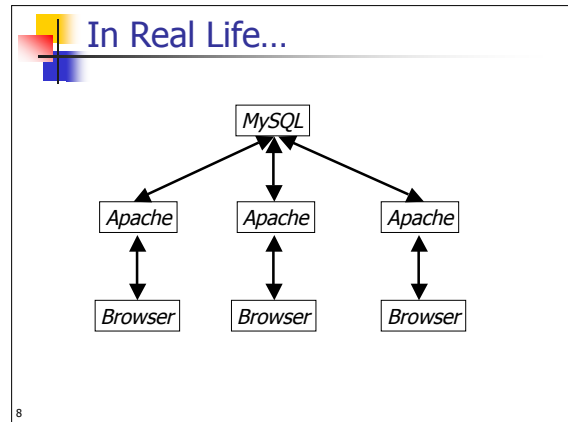 In Real Life…
MySQL
Apache Apache Apache
Browser Browser Browser
8